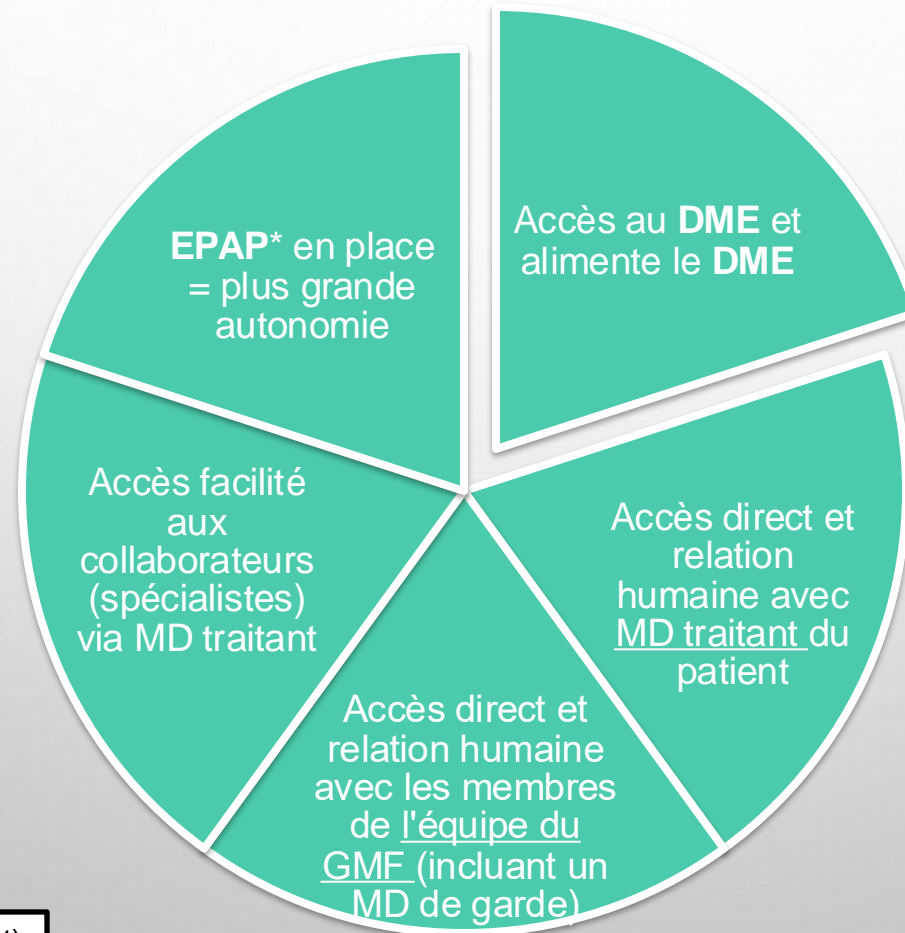 Accès au DME et
alimente le DME
Accès direct et
relation
humaine avec
MD traitant du
patient
Accès direct et
relation humaine
avec les membres
de l'équipe du
GMF (incluant un
MD de garde)
Accès facilité
aux
collaborateurs
(spécialistes)
via MD traitant
EPAP* en place
= plus grande
autonomie